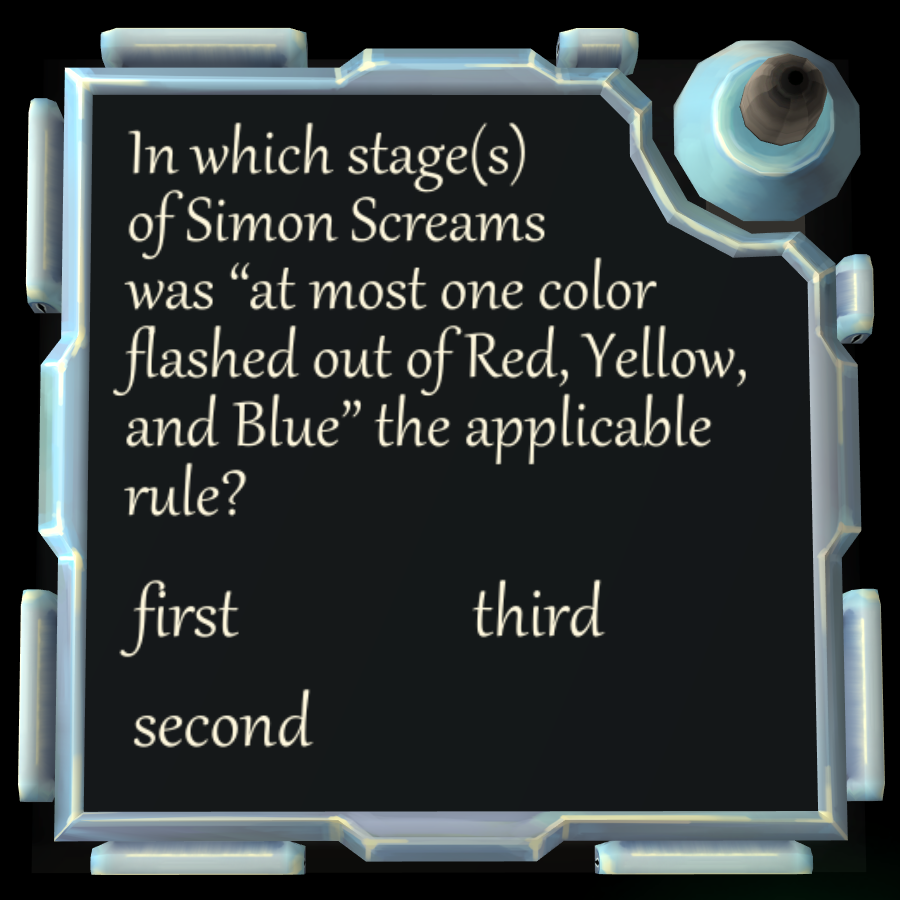 In which stage(s)
of Simon Screams
was “at most one color
flashed out of Red, Yellow,
and Blue” the applicable
rule?
first
third
second